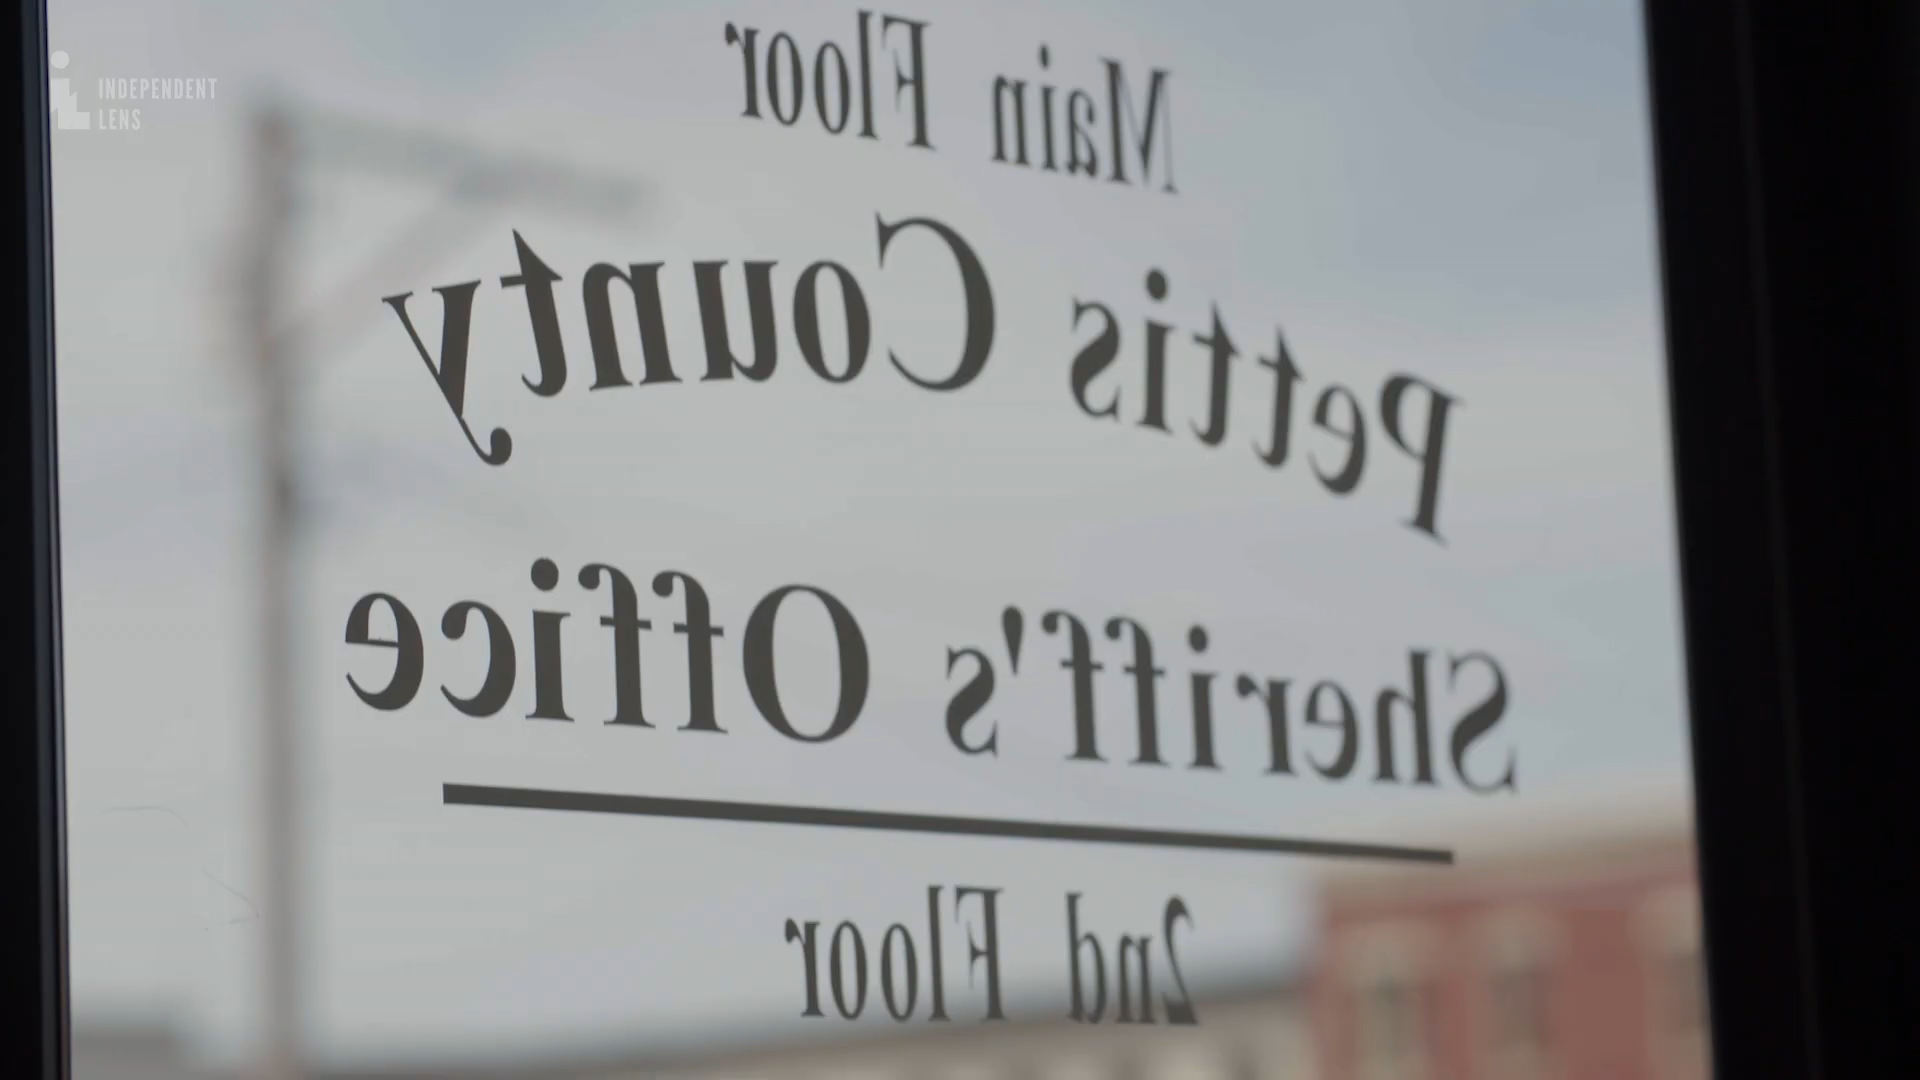 INDEPENDENT
LENS
Main Floor
Pettis County
Sheriff's Office
2nd Floor